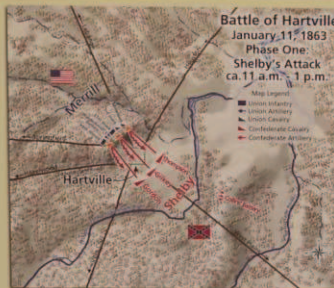 Battle of Hartville
January 11, 1863
Phase One:
Shelby's Attack
ca.11 a.m. - 1 p.m.
Map Legend
Union Infantry
Union Artillery
Union Cavalry
Confederate Cavalry
Confederate Artillery
Merrill
Hartville
Thompson
Shelby